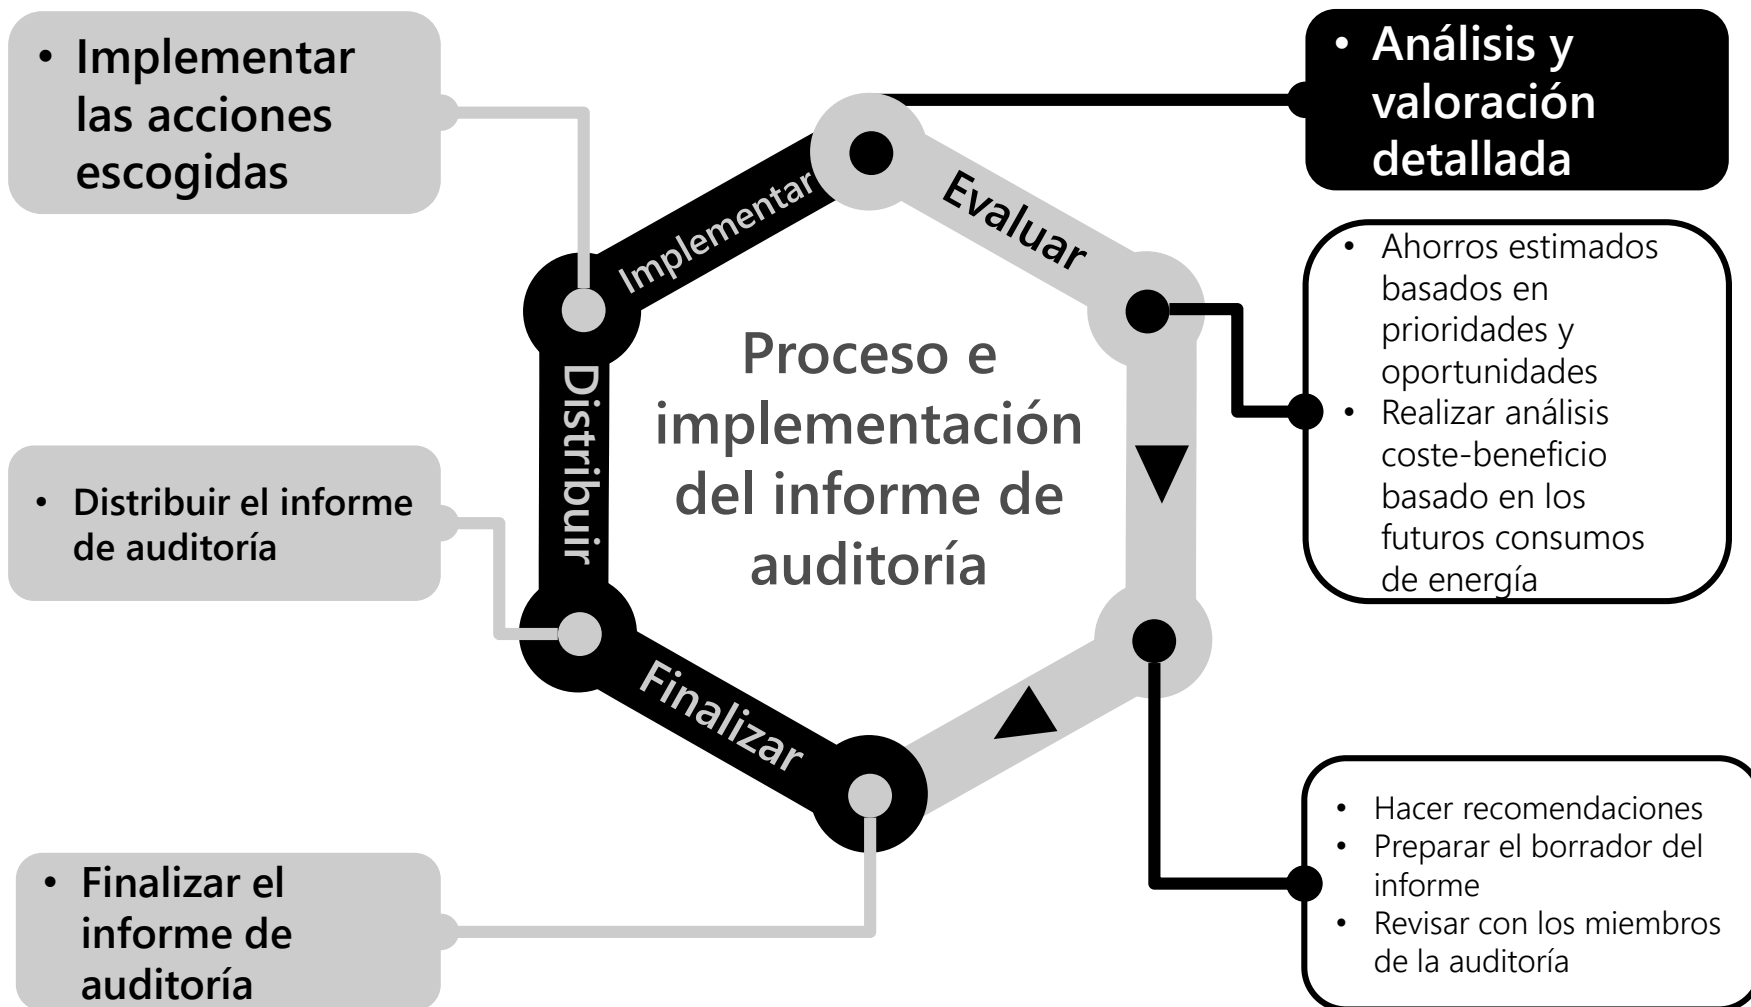 • Implementar
las acciones
escogidas
• Análisis y
valoración
detallada
Implementar
Evaluar
• Ahorros estimados
basados en
prioridades y
oportunidades
• Realizar análisis
coste-beneficio
basado en los
futuros consumos
de energía
Proceso e
implementación
del informe de
auditoría
Distribuir
• Distribuir el informe
de auditoría
Finalizar
• Hacer recomendaciones
• Preparar el borrador del
informe
• Revisar con los miembros
de la auditoría
• Finalizar el
informe de
auditoría